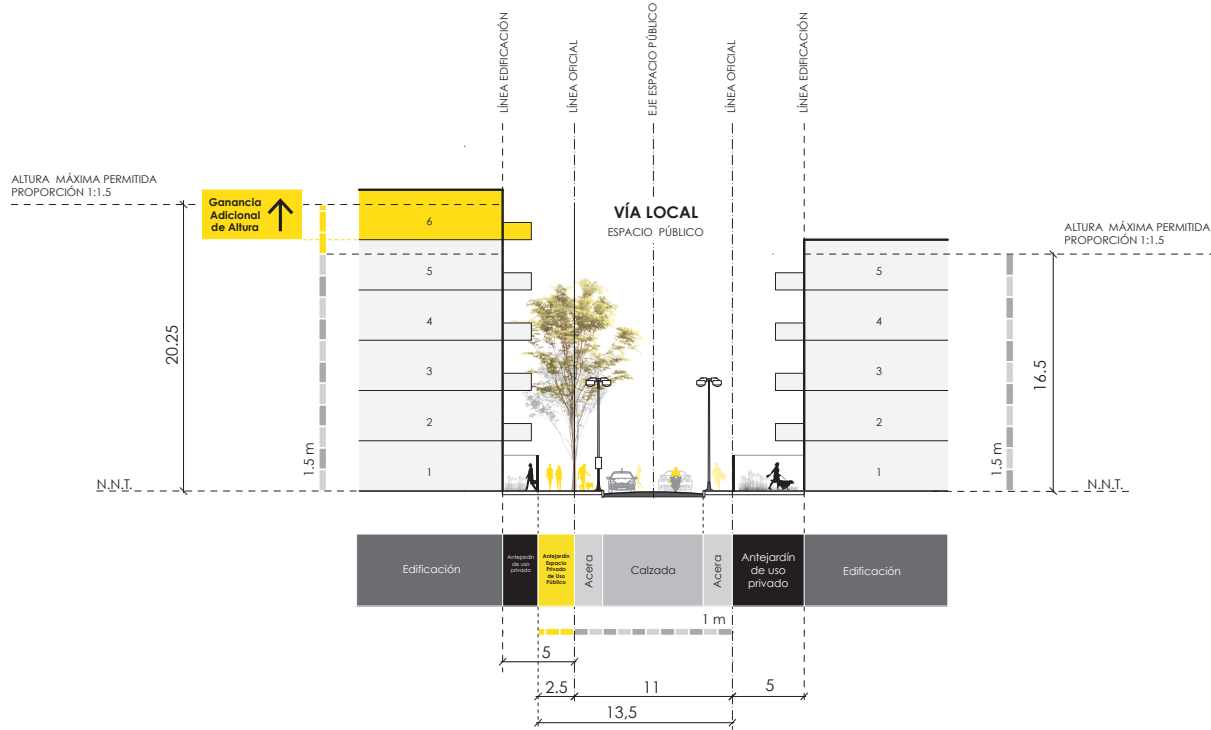 LÍNEA EDIFICACIÓN
LÍNEA OFICIAL
EJE ESPACIO PÚBLICO
LÍNEA OFICIAL
LÍNEA EDIFICACIÓN
ALTURA MÁXIMA PERMITIDA
PROPORCIÓN 1:1.5
Ganancia
Adicional
de Altura
VÍA LOCAL
ESPACIO PÚBLICO
ALTURA MÁXIMA PERMITIDA
PROPORCIÓN 1:1.5
6
5
4
3
2
1
5
4
3
2
1
20.25
1.5 m
16.5
1.5 m
N.N.T.
N.N.T.
Edificación
Antejardín
de uso
privado
Antejardín
Espacio
Privado
de Uso
Público
Acera
Calzada
Acera
Antejardín
de uso
privado
Edificación
1 m
5
2.5
11
5
13,5